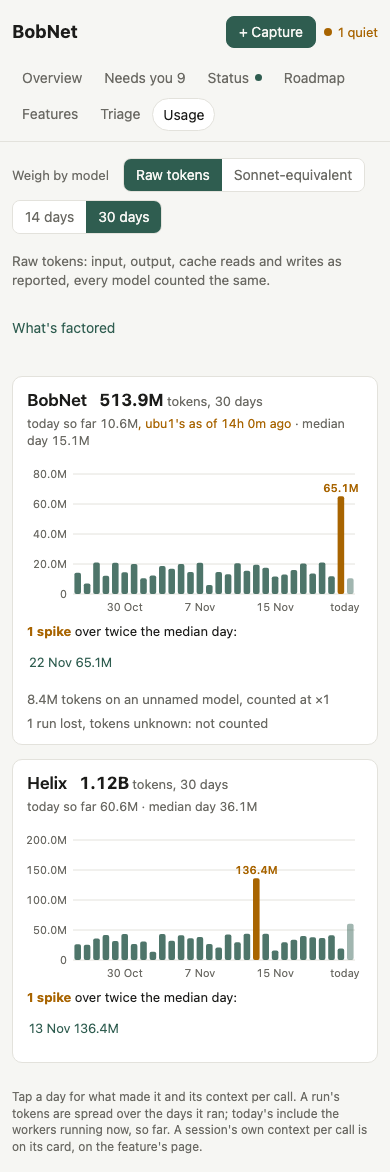 BobNet + Capture 1 quiet
Overview Needs you 9 Status Roadmap
Features Triage Usage
Weigh by model Raw tokens Sonnet-equivalent
14 days 30 days
Raw tokens: input, output, cache reads and writes as
reported, every model counted the same.
What's factored
BobNet 513.9M tokens, 30 days
today so far 10.6M, ubu1's as of 14h 0m ago · median
day 15.1M
80.0M
65.1M
60.0M
40.0M
20.0M
0
30 Oct 7 Nov 15 Nov today
1 spike over twice the median day:
22 Nov 65.1M
8.4M tokens on an unnamed model, counted at ×1
1 run lost, tokens unknown: not counted
Helix 1.12B tokens, 30 days
today so far 60.6M · median day 36.1M
200.0M
150.0M
136.4M
100.0M
50.0M
0
30 Oct 7 Nov 15 Nov today
1 spike over twice the median day:
13 Nov 136.4M
Tap a day for what made it and its context per call. A run's
tokens are spread over the days it ran; today's include the
workers running now, so far. A session's own context per call is
on its card, on the feature's page.